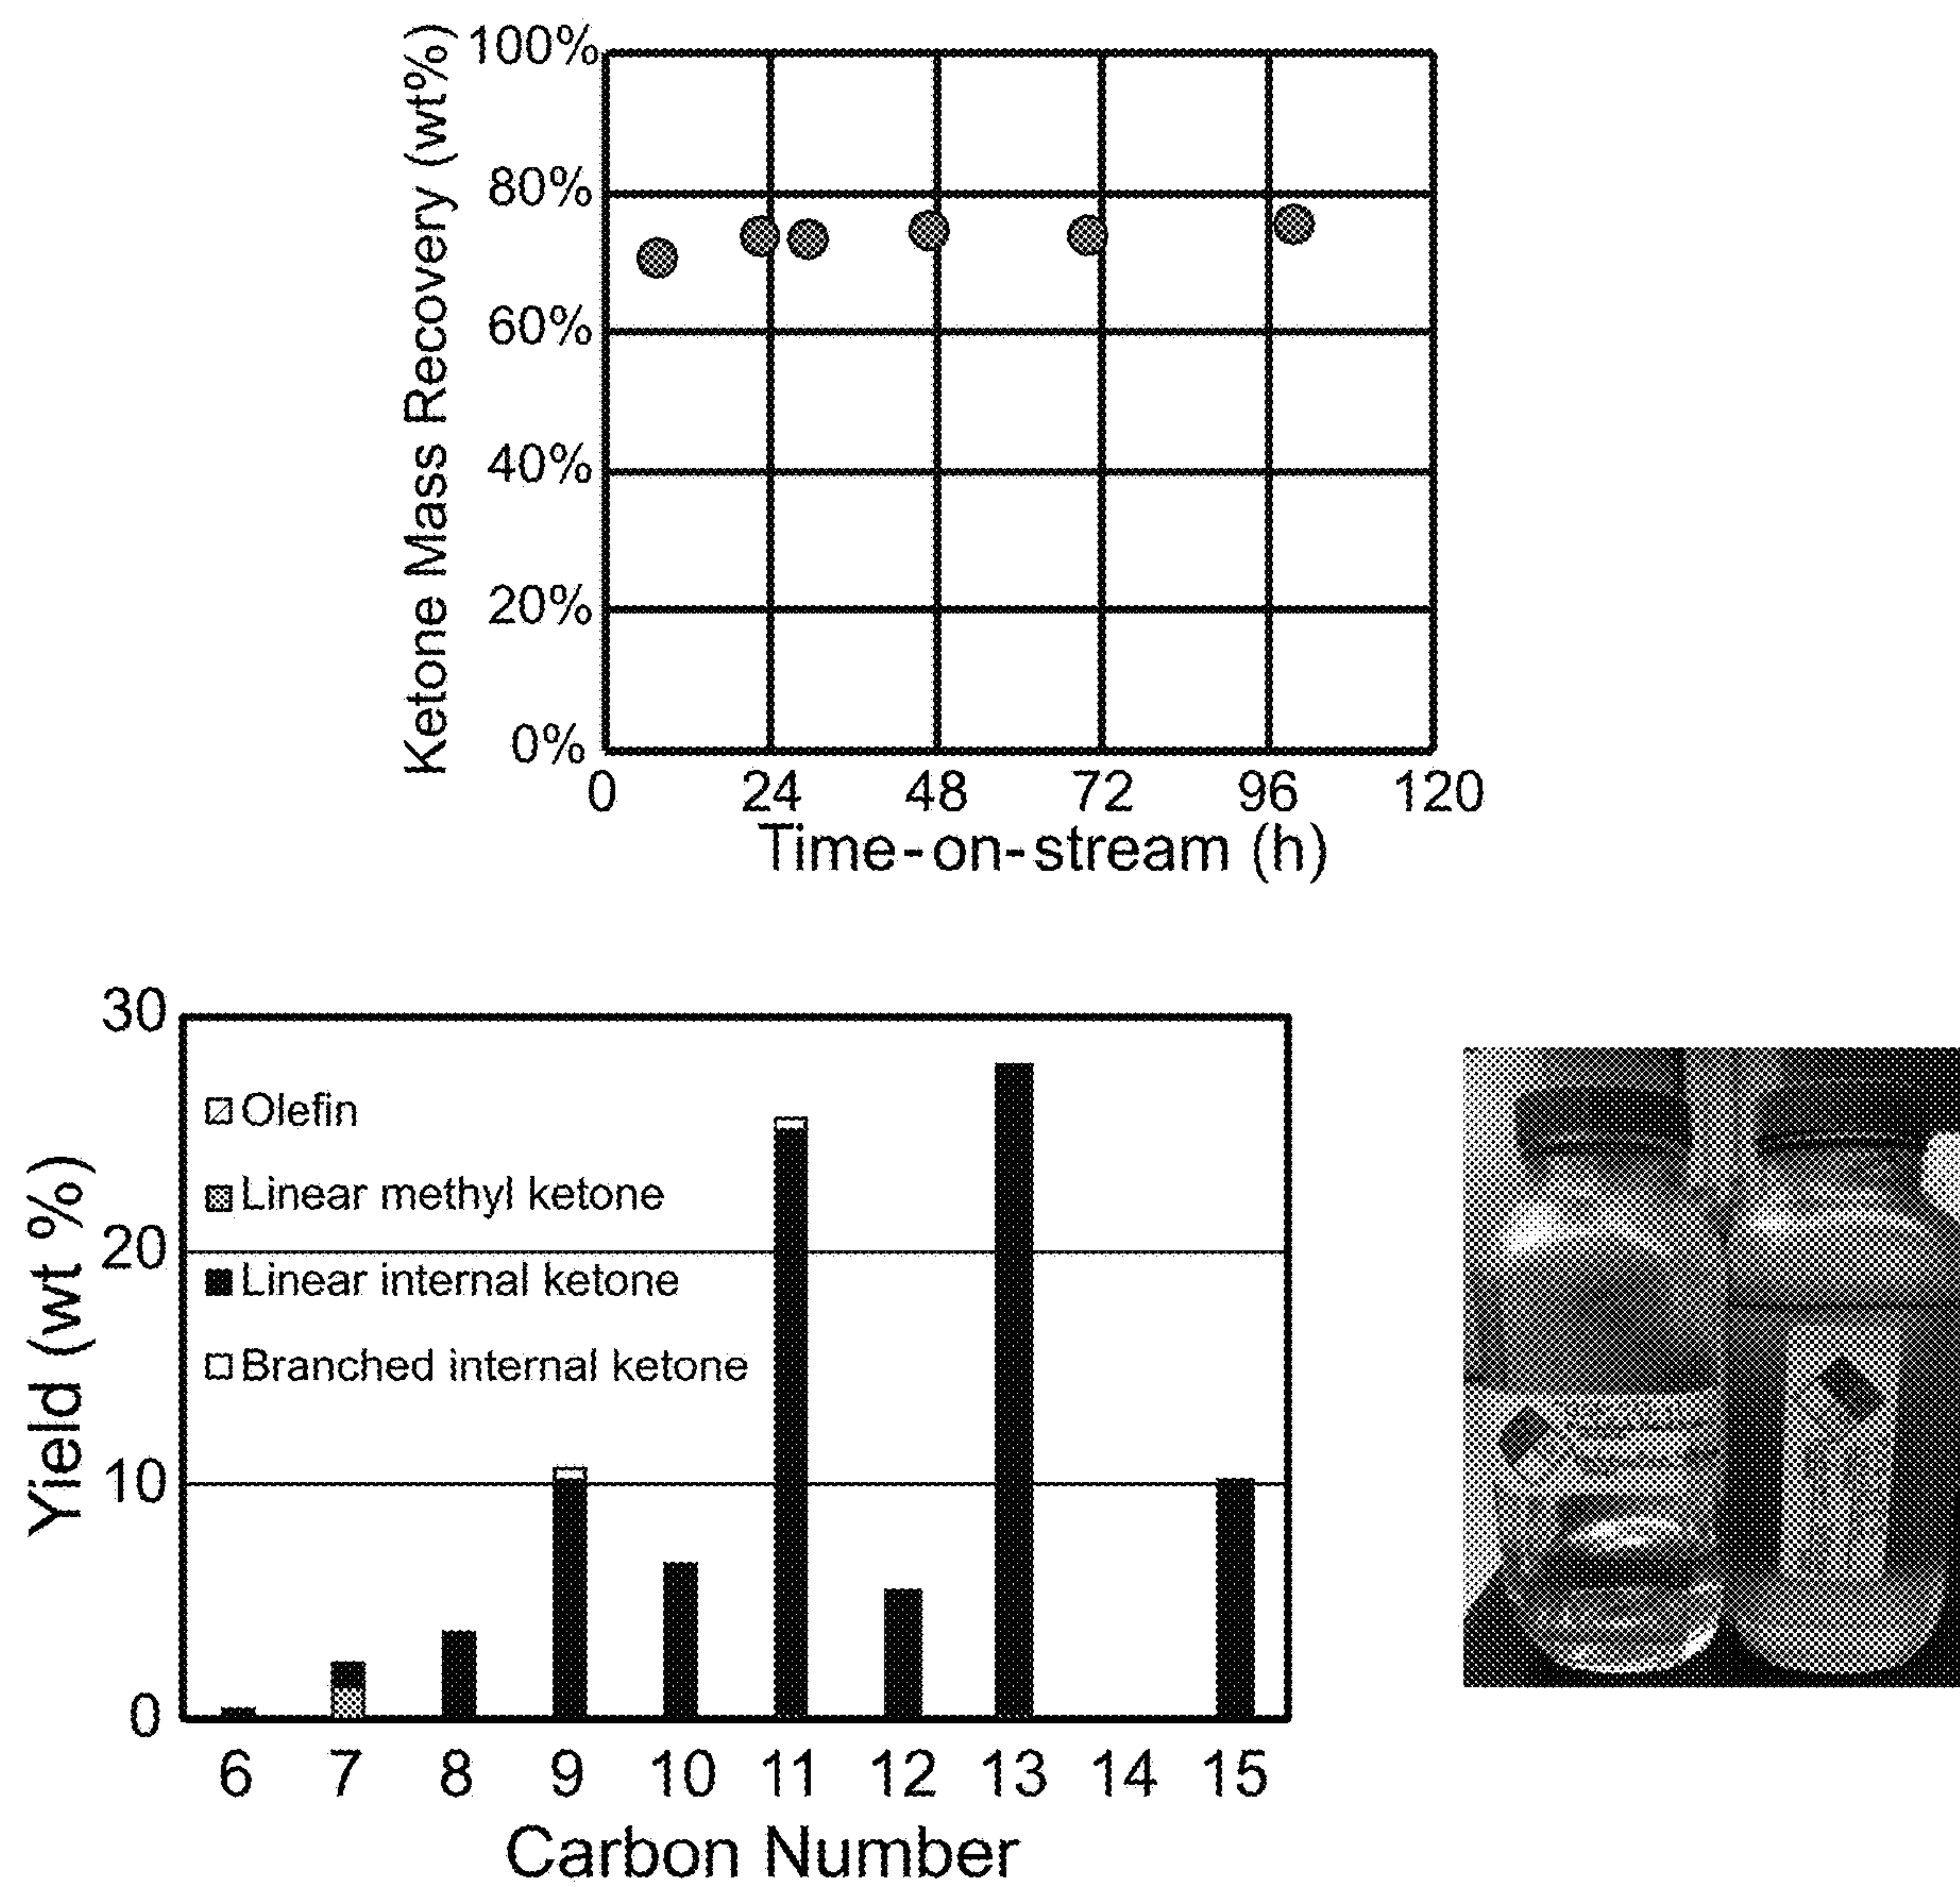 Ketone Mass Recovery (wt%)
100%
80%
60%
40%
20%
0%
0 24 48 72 96 120
Time-on-stream (h)
Yield (wt %)
30
20
10
0
Olefin
Linear methyl ketone
Linear internal ketone
Branched internal ketone
6 7 8 9 10 11 12 13 14 15
Carbon Number